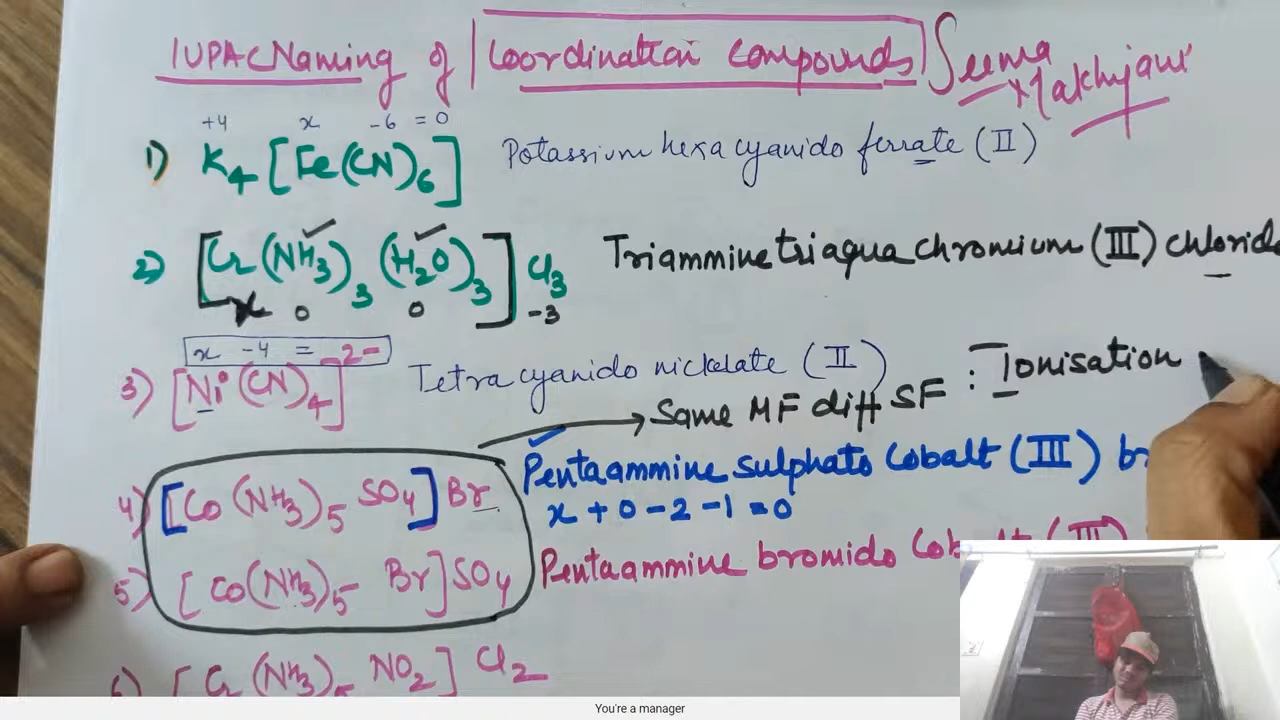 IUPAC Naming of Coordination Compounds Seema Makhijani
+4 x -6 = 0
1) K4 [Fe(CN)6] Potassium hexa cyanido ferrate (II)
2) [Cr(NH3)3 (H2O)3] Cl3 Triammine triaqua chromium (III) chlorid
x 0 0 -3
x -4 = -2-
3) [Ni(CN)4] Tetra cyanido nickelate (II)
→ Same MF diff SF : Ionisation
4) [Co(NH3)5 SO4] Br Pentaammine sulphato Cobalt (III) br
x + 0 - 2 - 1 = 0
5) [Co(NH3)5 Br] SO4 Pentaammine bromido Cobalt (III)
6) [Cr(NH3)5 NO2] Cl2
You're a manager